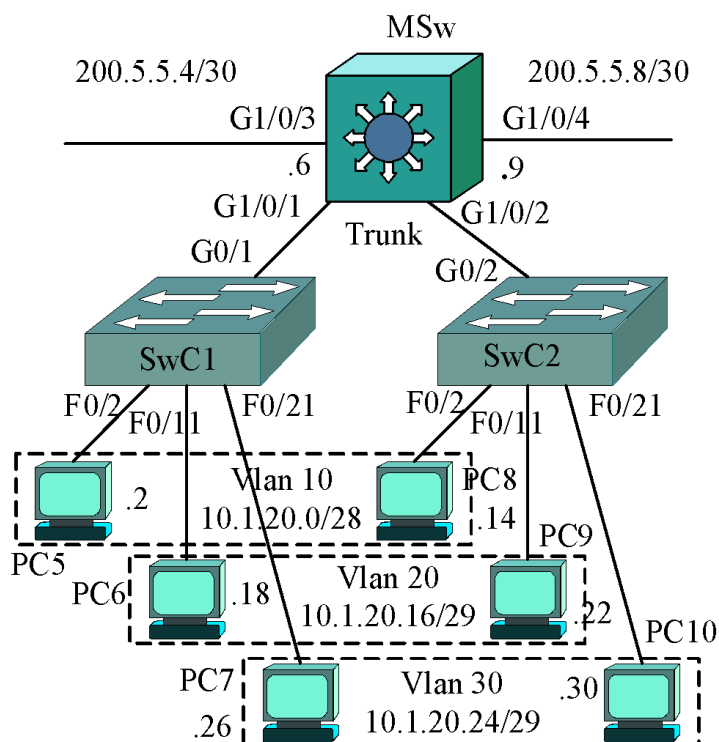 MSw
200.5.5.4/30
200.5.5.8/30
G1/0/3
G1/0/4
.6
.9
G1/0/1
G1/0/2
Trunk
G0/1
G0/2
SwC1
SwC2
F0/2
F0/11
F0/21
F0/2
F0/11
F0/21
Vlan 10
PC8
.2
10.1.20.0/28
.14
PC5
PC9
PC6
.18
Vlan 20
10.1.20.16/29
.22
PC10
PC7
Vlan 30
.30
.26
10.1.20.24/29